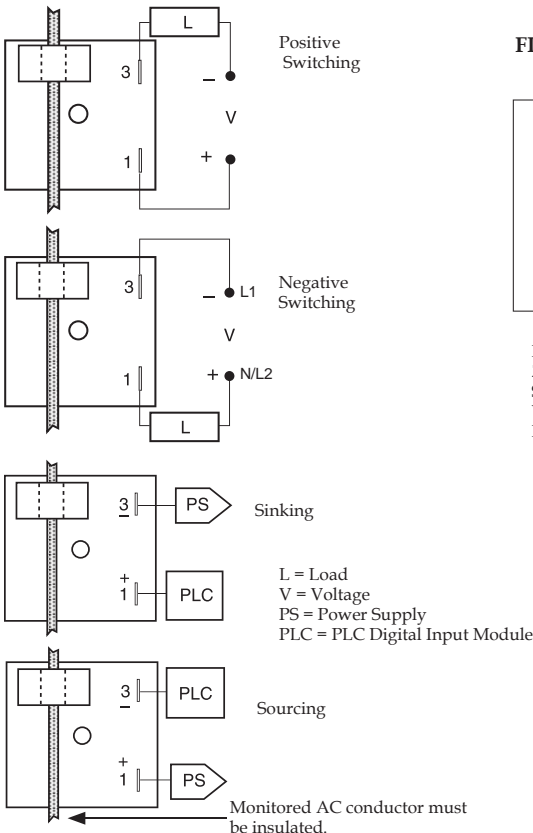 L
Positive
Switching
3
–
V
1
+
FI
L
Negative
Switching
3
– L1
V
1
+ N/L2
L
3
–
PS
Sinking
+
1
PLC
L = Load
V = Voltage
PS = Power Supply
PLC = PLC Digital Input Module
3
–
PLC
Sourcing
+
1
PS
Monitored AC conductor must
be insulated.